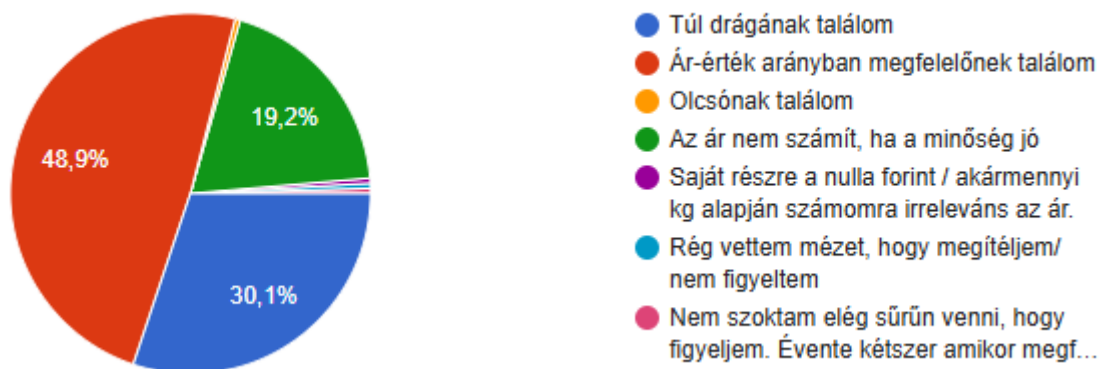 48,9%
19,2%
30,1%
Túl drágának találom
Ár-érték arányban megfelelőnek találom
Olcsónak találom
Az ár nem számít, ha a minőség jó
Saját részre a nulla forint / akármennyi
kg alapján számomra irreleváns az ár.
Rég vettem mézet, hogy megítéljem/
nem figyeltem
Nem szoktam elég sűrűn venni, hogy
figyeljem. Évente kétszer amikor megf…